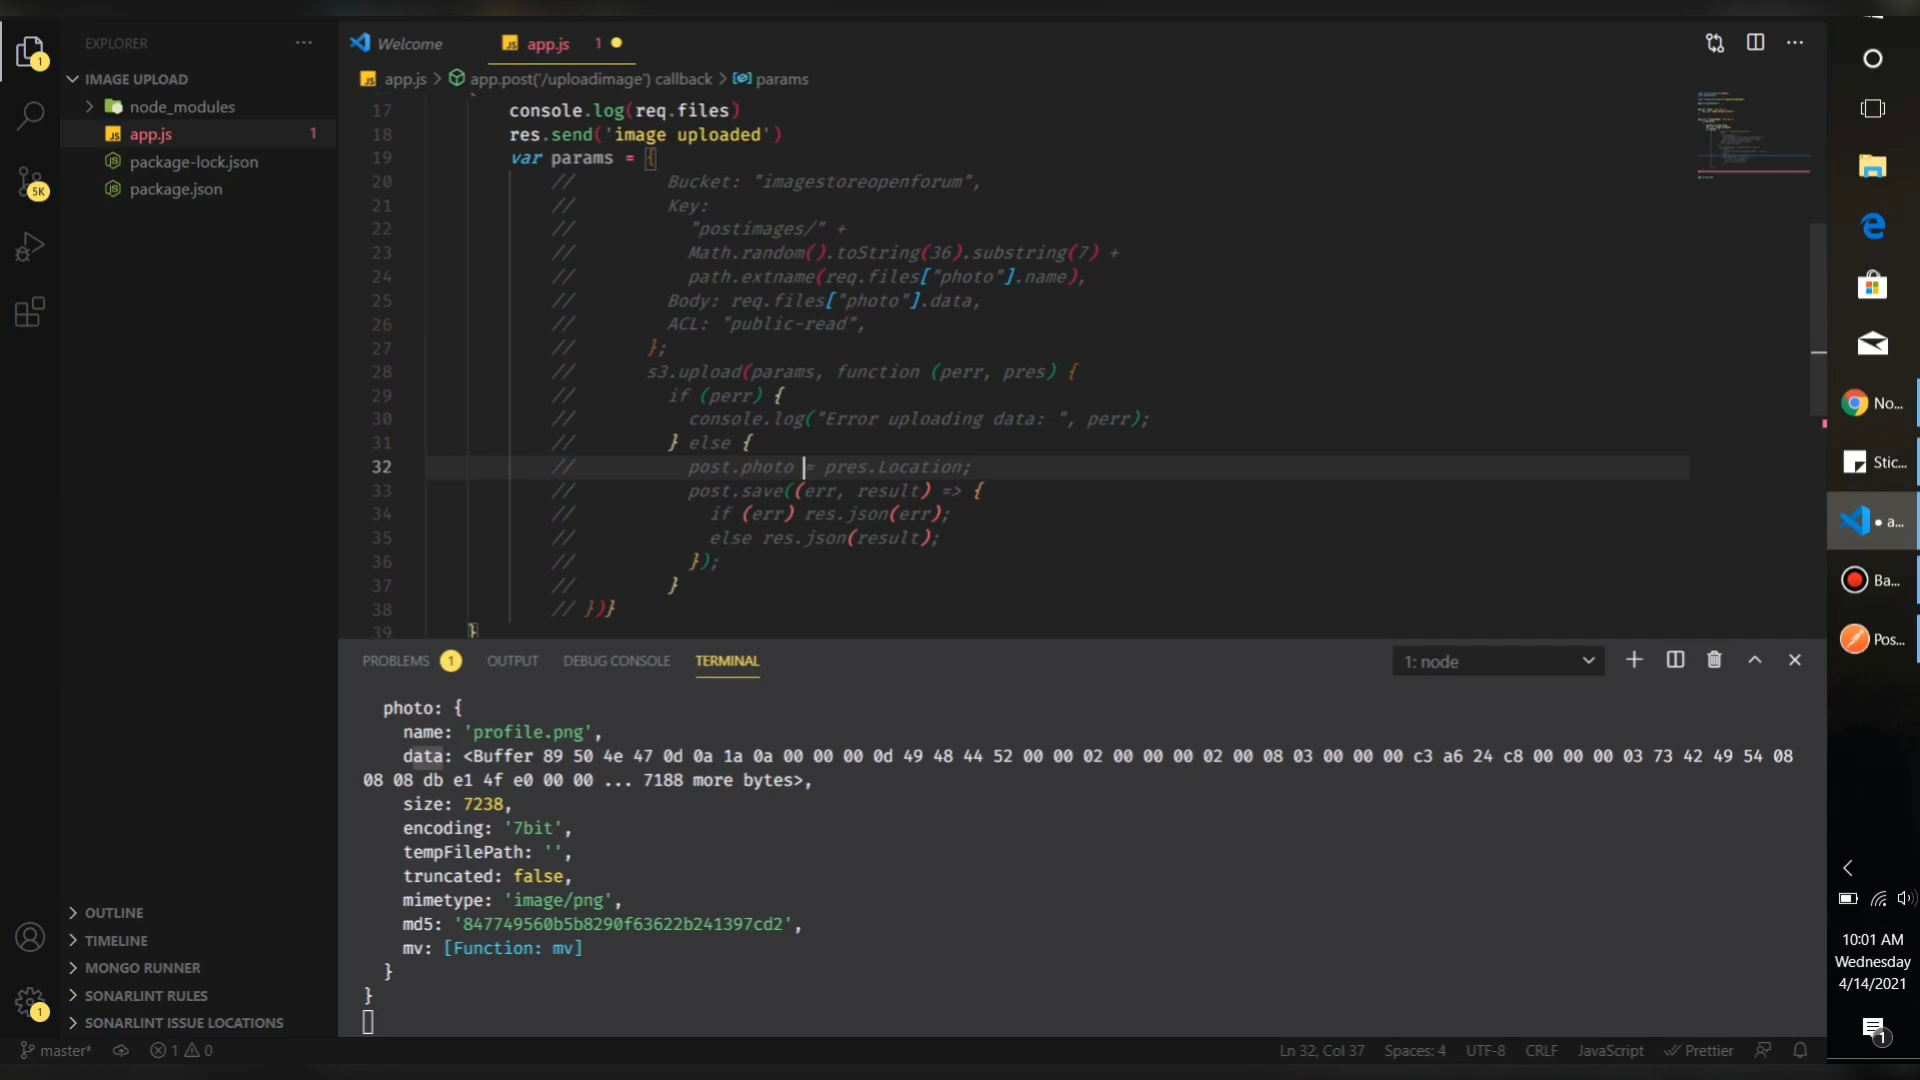 EXPLORER
IMAGE UPLOAD
node_modules
app.js 1
package-lock.json
package.json
OUTLINE
TIMELINE
MONGO RUNNER
SONARLINT RULES
SONARLINT ISSUE LOCATIONS
1
5K
1
Welcome
JS app.js 1
JS app.js > app.post('/uploadimage') callback > params
17 console.log(req.files)
18 res.send('image uploaded')
19 var params = {
20 // Bucket: "imagestoreopenforum",
21 // Key:
22 // "postimages/" +
23 // Math.random().toString(36).substring(7) +
24 // path.extname(req.files["photo"].name),
25 // Body: req.files["photo"].data,
26 // ACL: "public-read",
27 // };
28 // s3.upload(params, function (perr, pres) {
29 // if (perr) {
30 // console.log("Error uploading data: ", perr);
31 // } else {
32 // post.photo = pres.Location;
33 // post.save((err, result) => {
34 // if (err) res.json(err);
35 // else res.json(result);
36 // });
37 // }
38 // })}
39 }
PROBLEMS 1 OUTPUT DEBUG CONSOLE TERMINAL 1: node
photo: {
name: 'profile.png',
data: <Buffer 89 50 4e 47 0d 0a 1a 0a 00 00 00 0d 49 48 44 52 00 00 02 00 00 00 02 00 08 03 00 00 00 c3 a6 24 c8 00 00 00 03 73 42 49 54 08
08 08 db e1 4f e0 00 00 ... 7188 more bytes>,
size: 7238,
encoding: '7bit',
tempFilePath: '',
truncated: false,
mimetype: 'image/png',
md5: '847749560b5b8290f63622b241397cd2',
mv: [Function: mv]
}
}
master* 1 0 Ln 32, Col 37 Spaces: 4 UTF-8 CRLF JavaScript Prettier
No...
Stic...
a...
Ba...
Pos...
10:01 AM
Wednesday
4/14/2021
1